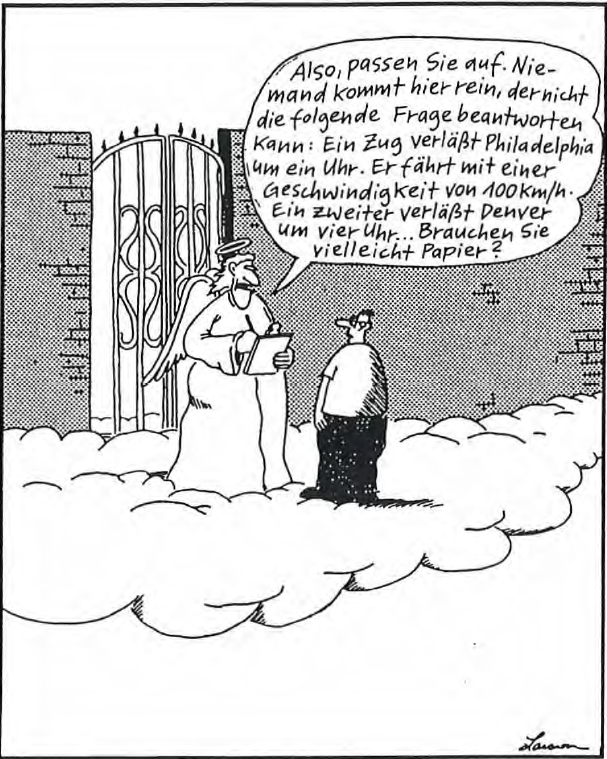 Also, passen Sie auf. Nie-
mand kommt hier rein, der nicht
die folgende Frage beantworten
kann: Ein Zug verläßt Philadelphia
um ein Uhr. Er fährt mit einer
Geschwindigkeit von 100 Km/h.
Ein zweiter verläßt Denver
um vier Uhr... Brauchen Sie
vielleicht Papier?
Larson